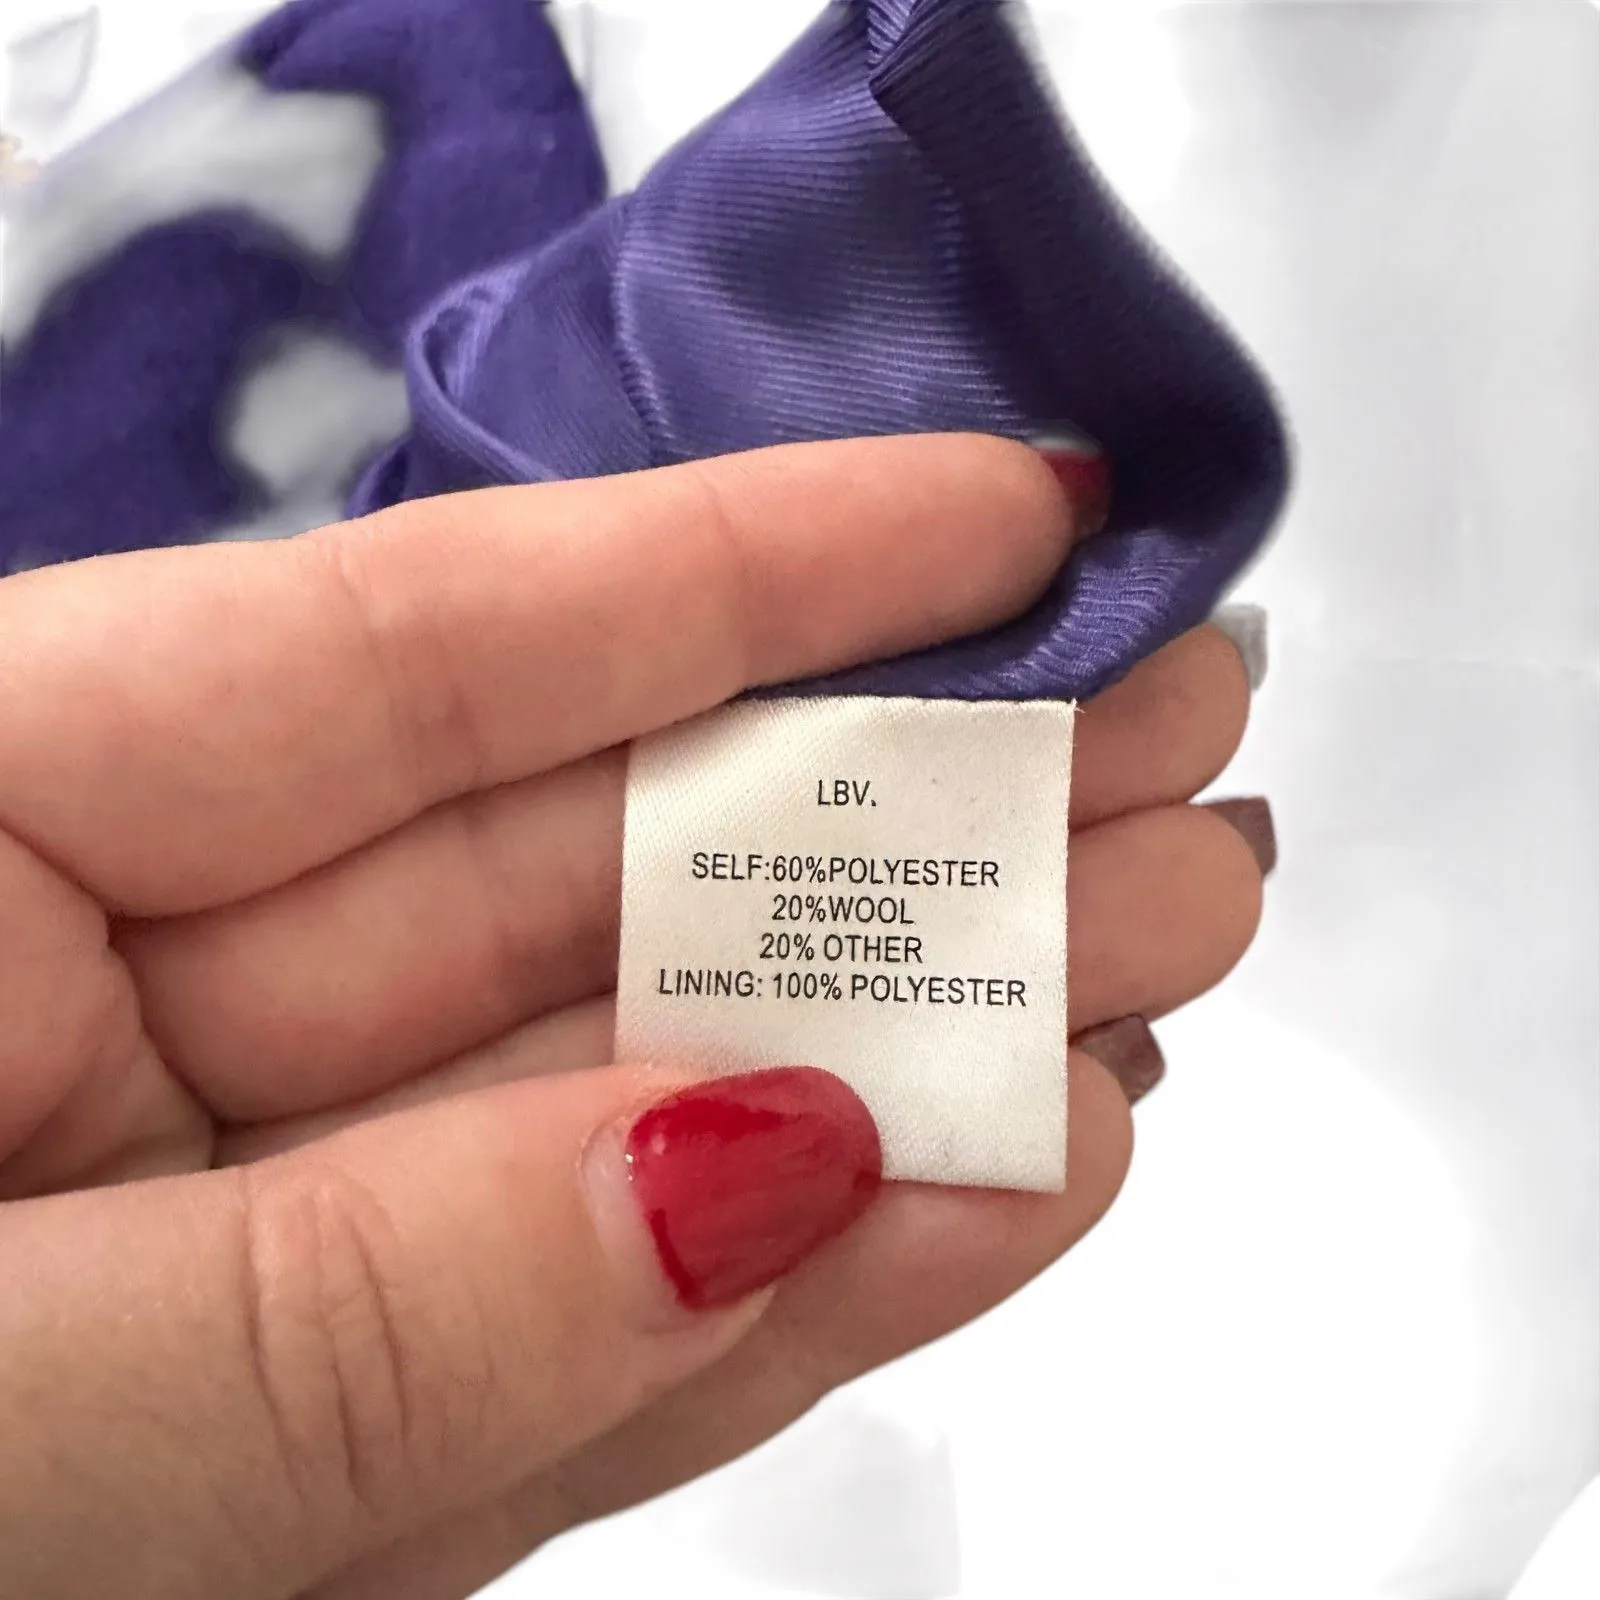 LBV.
SELF:60%POLYESTER
20%WOOL
20% OTHER
LINING: 100% POLYESTER